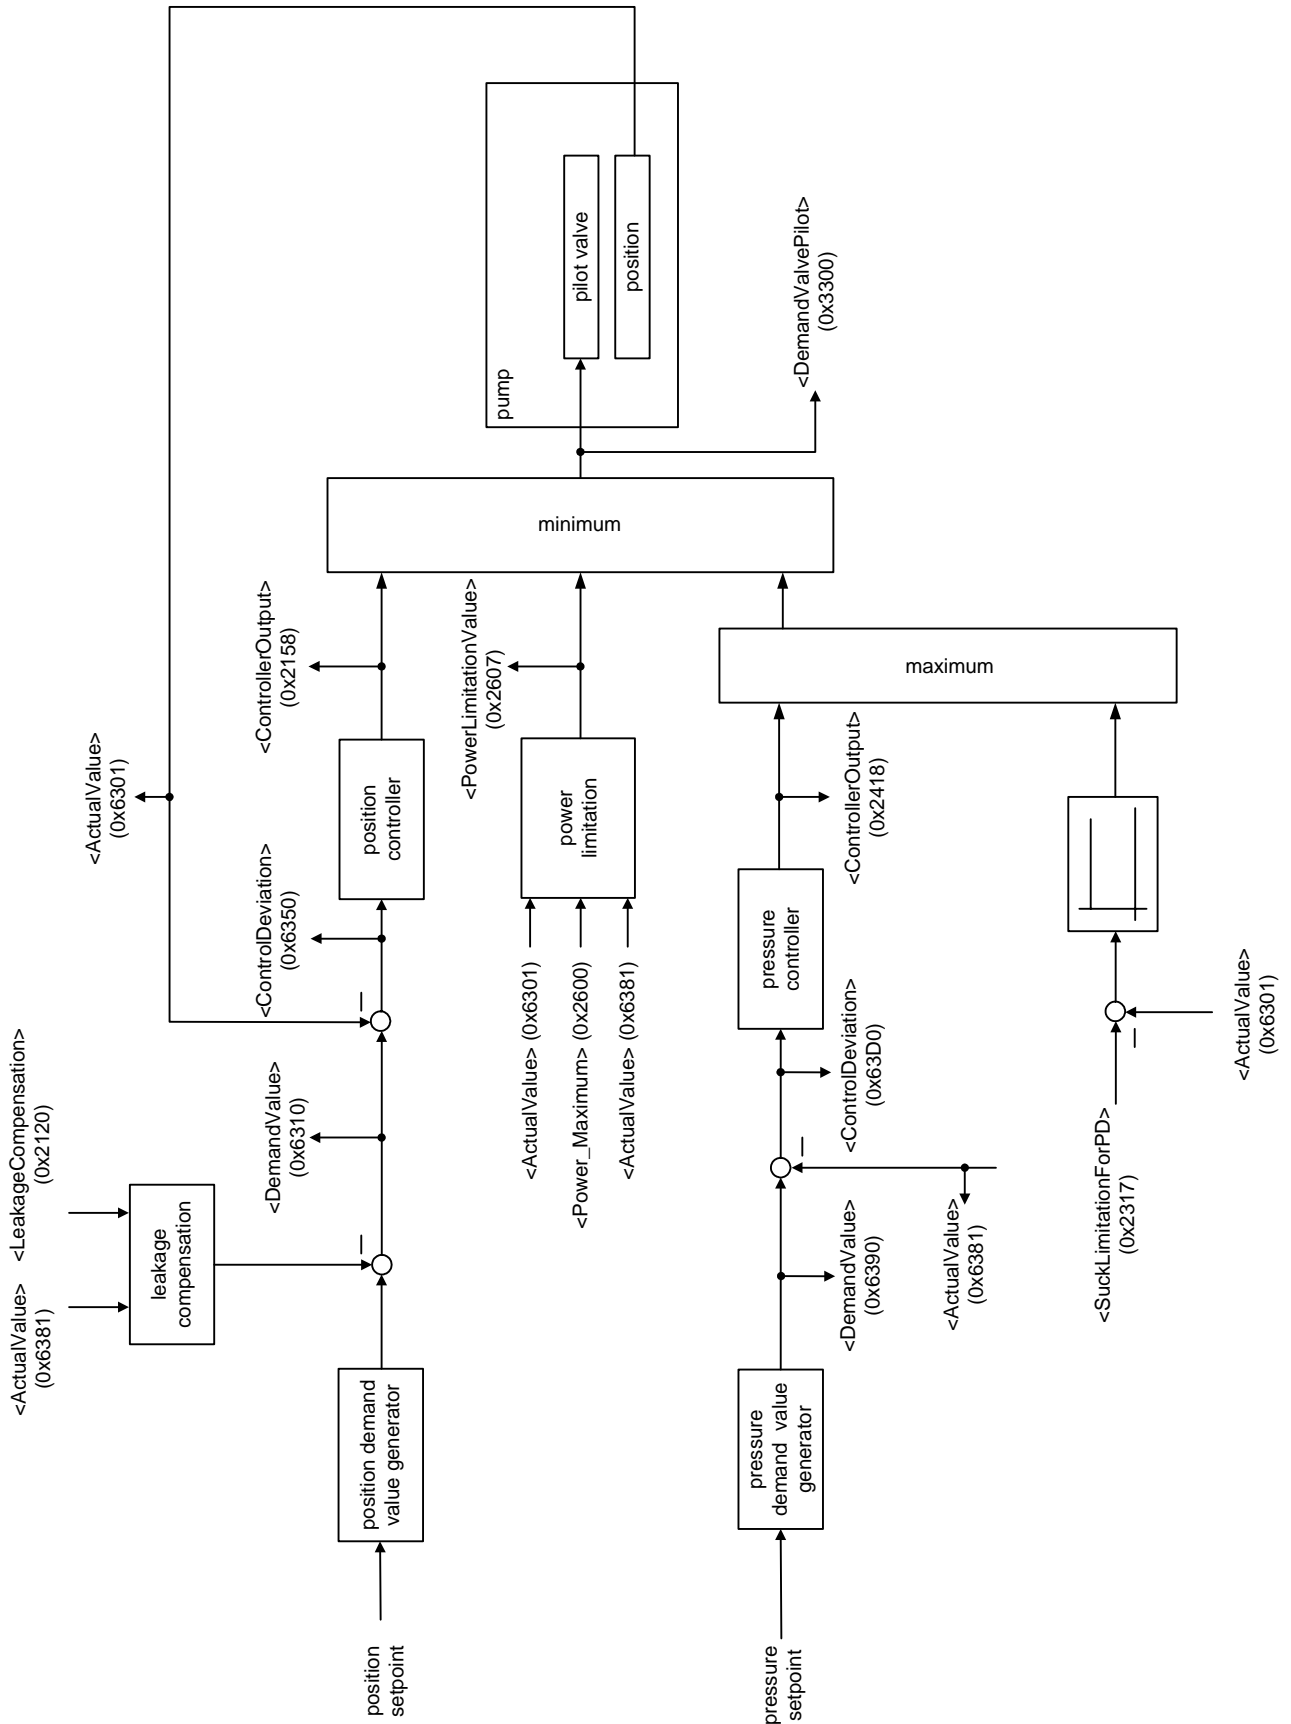 <ActualValue>
(0x6381)
<LeakageCompensation>
(0x2120)
leakage
compensation
<ActualValue>
(0x6301)
position
setpoint
position demand
value generator
<DemandValue>
(0x6310)
<ControlDeviation>
(0x6350)
position
controller
<ControllerOutput>
(0x2158)
<ActualValue> (0x6301)
<Power_Maximum> (0x2600)
<ActualValue> (0x6381)
power
limitation
<PowerLimitationValue>
(0x2607)
minimum
pump
pilot valve
position
<DemandValvePilot>
(0x3300)
pressure
setpoint
pressure
demand value
generator
<DemandValue>
(0x6390)
<ActualValue>
(0x6381)
<ControlDeviation>
(0x63D0)
pressure
controller
<ControllerOutput>
(0x2418)
maximum
<SuckLimitationForPD>
(0x2317)
<ActualValue>
(0x6301)